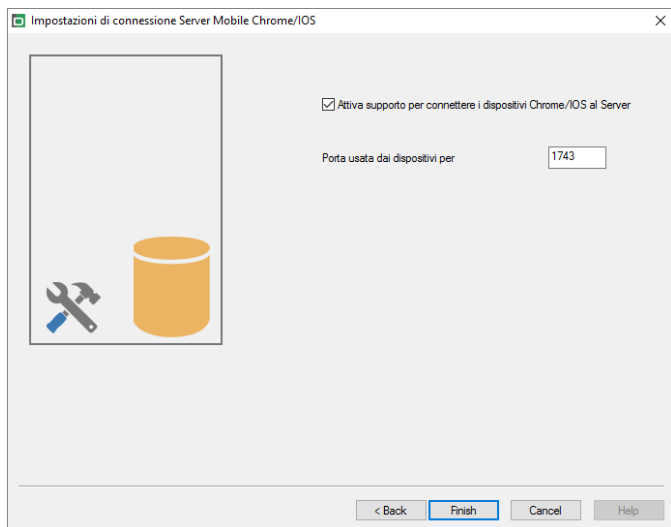 Impostazioni di connessione Server Mobile Chrome/IOS
Attiva supporto per connettere i dispositivi Chrome/IOS al Server
Porta usata dai dispositivi per 1743
< Back Finish Cancel Help